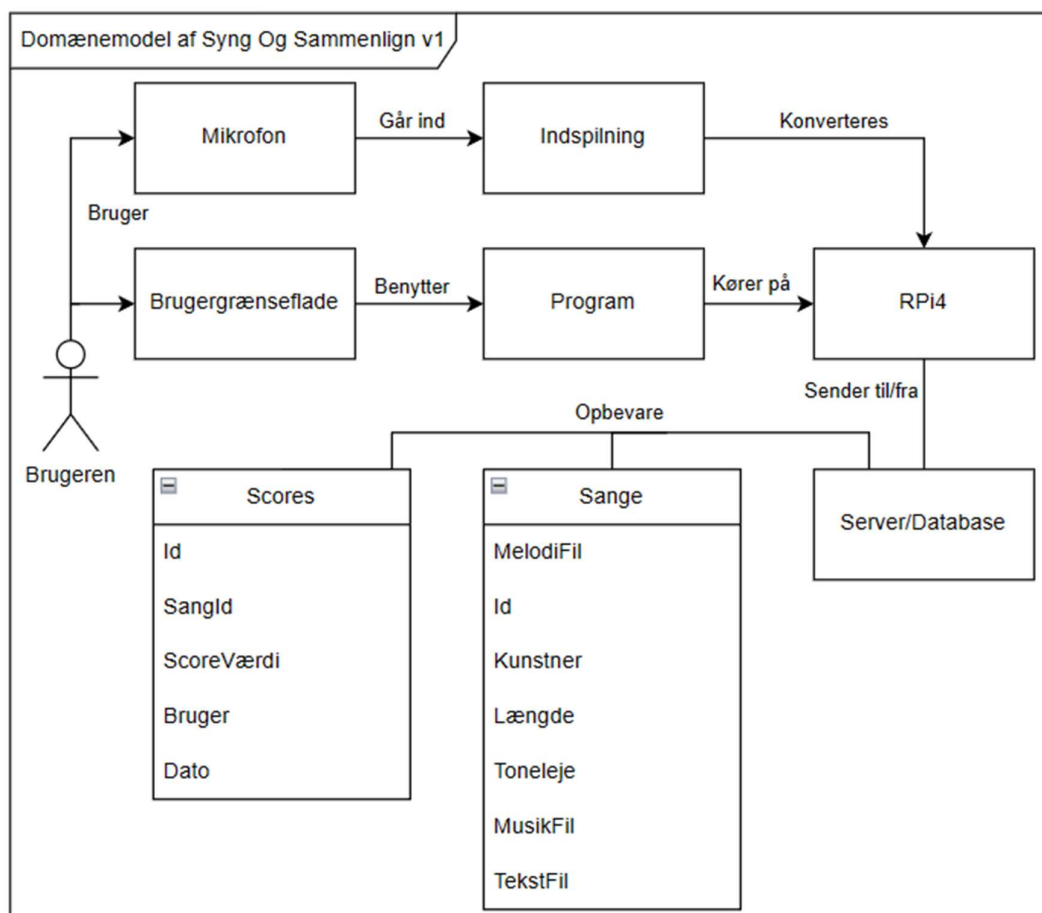 Domænemodel af Syng Og Sammenlign v1
Mikrofon
Går ind
Indspilning
Konverteres
Bruger
Brugergrænseflade
Benytter
Program
Kører på
RPi4
Sender til/fra
Opbevare
Brugeren
Scores
Id
SangId
ScoreVærdi
Bruger
Dato
Sange
MelodiFil
Id
Kunstner
Længde
Toneleje
MusikFil
TekstFil
Server/Database